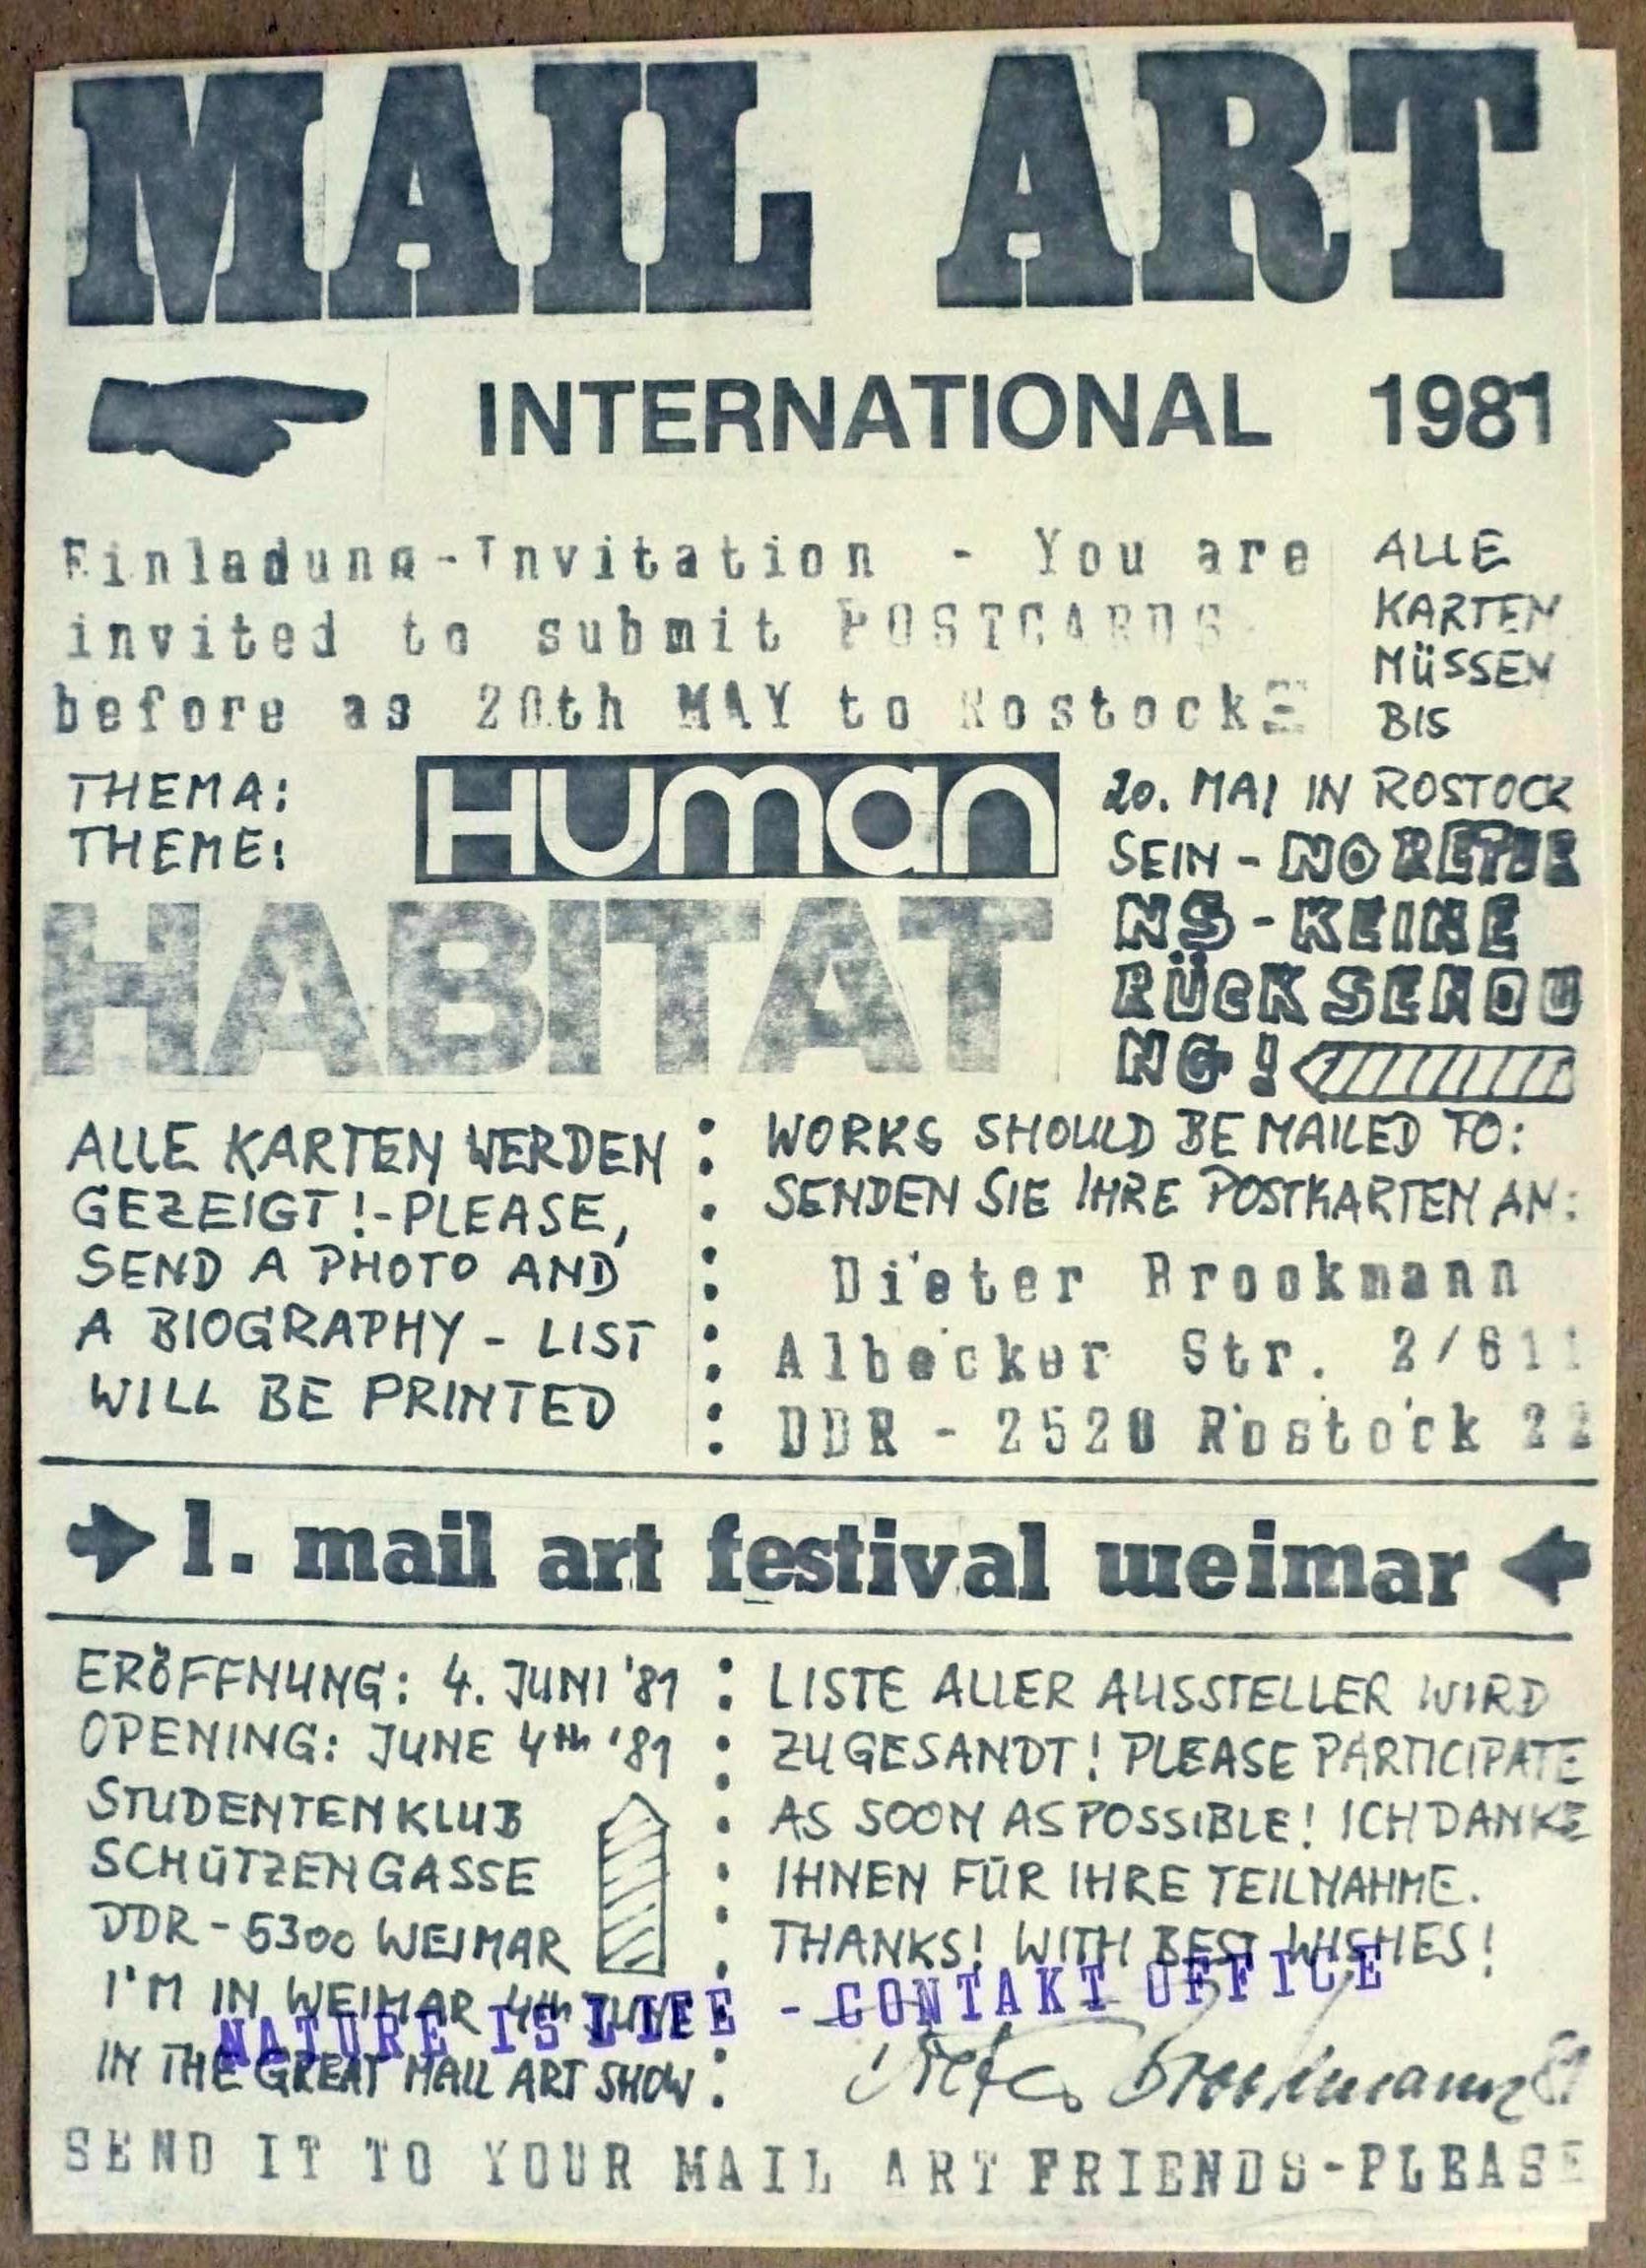 MAIL ART
INTERNATIONAL 1981
Einladung-Invitation - You are
invited to submit POSTCARDS
before as 20th MAY to Rostock
ALLE
KARTEN
MÜSSEN
BIS
20. MAI IN ROSTOCK
SEIN - NO RETUR
NS - KEINE
RÜCKSENDU
NG!
THEMA:
THEME:
HUMAN
HABITAT
ALLE KARTEN WERDEN
GEZEIGT! - PLEASE,
SEND A PHOTO AND
A BIOGRAPHY - LIST
WILL BE PRINTED
WORKS SHOULD BE MAILED TO:
SENDEN SIE IHRE POSTKARTEN AN:
Dieter Brookmann
Albecker Str. 2/611
DDR - 2520 Rostock 22
1. mail art festival weimar
ERÖFFNUNG: 4. JUNI '81
OPENING: JUNE 4th '81
STUDENTENKLUB
SCHÜTZENGASSE
DDR - 5300 WEIMAR
I'M IN WEIMAR 4th JUNE
IN THE GREAT MAIL ART SHOW
LISTE ALLER AUSSTELLER WIRD
ZUGESANDT! PLEASE PARTICIPATE
AS SOON AS POSSIBLE! ICH DANKE
IHNEN FÜR IHRE TEILNAHME.
THANKS! WITH BEST WISHES!
NATURE IS LIFE - CONTAKT OFFICE
Dieter Brookmann 81
SEND IT TO YOUR MAIL ART FRIENDS-PLEASE